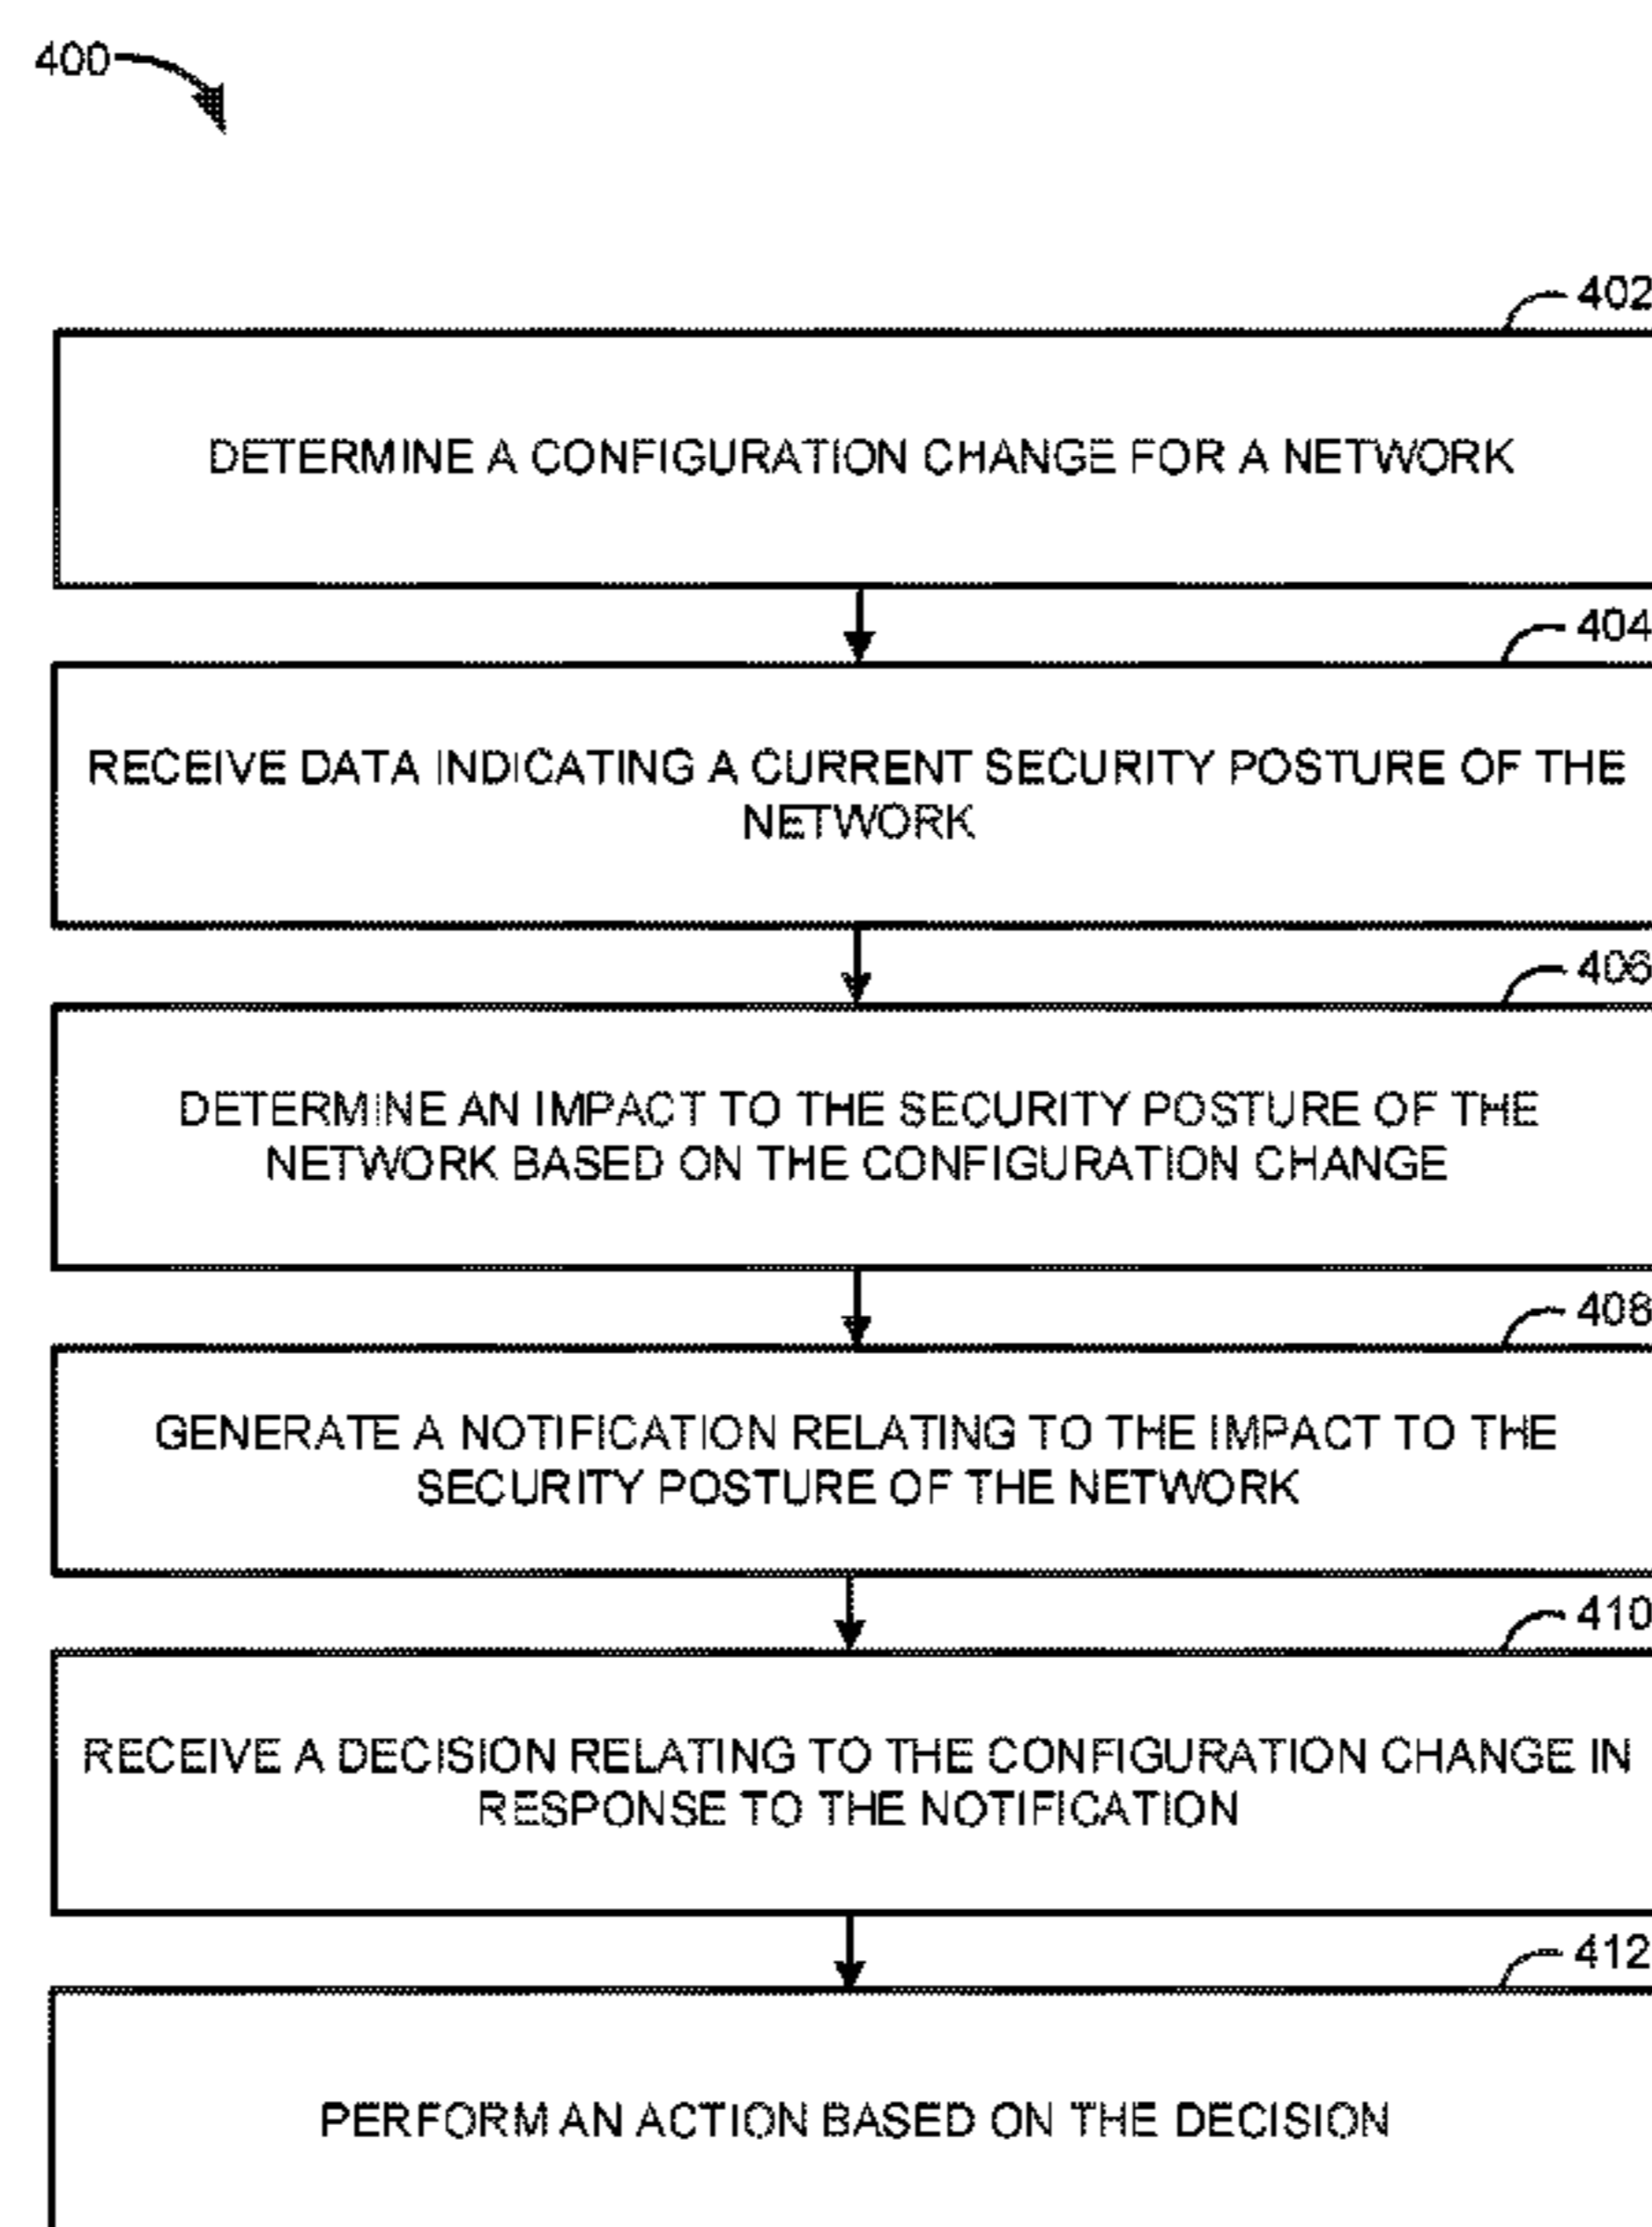 400
402
DETERMINE A CONFIGURATION CHANGE FOR A NETWORK
404
RECEIVE DATA INDICATING A CURRENT SECURITY POSTURE OF THE
NETWORK
406
DETERMINE AN IMPACT TO THE SECURITY POSTURE OF THE
NETWORK BASED ON THE CONFIGURATION CHANGE
408
GENERATE A NOTIFICATION RELATING TO THE IMPACT TO THE
SECURITY POSTURE OF THE NETWORK
410
RECEIVE A DECISION RELATING TO THE CONFIGURATION CHANGE IN
RESPONSE TO THE NOTIFICATION
412
PERFORM AN ACTION BASED ON THE DECISION